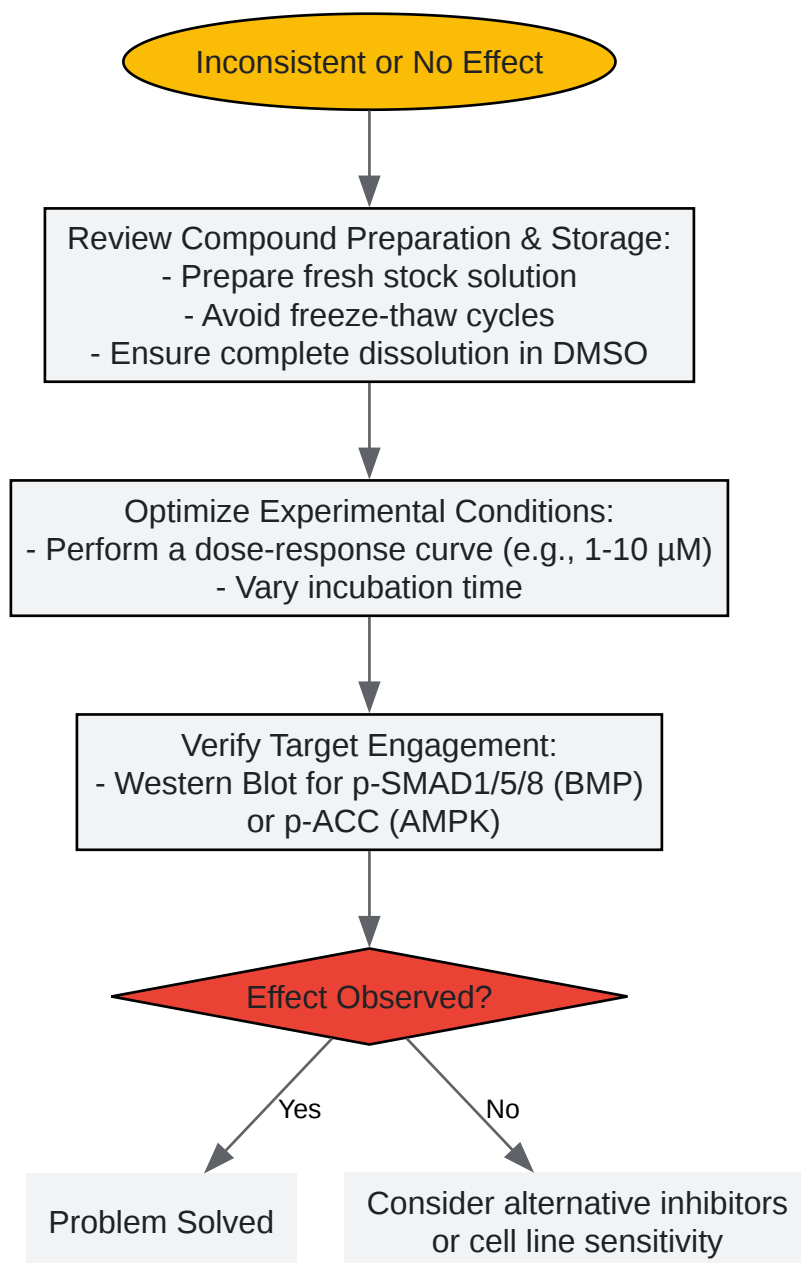 Inconsistent or No Effect
Review Compound Preparation & Storage:
- Prepare fresh stock solution
- Avoid freeze-thaw cycles
- Ensure complete dissolution in DMSO
Optimize Experimental Conditions:
- Perform a dose-response curve (e.g., 1-10 µM)
- Vary incubation time
Verify Target Engagement:
- Western Blot for p-SMAD1/5/8 (BMP)
or p-ACC (AMPK)
Effect Observed?
Yes
No
Problem Solved
Consider alternative inhibitors
or cell line sensitivity